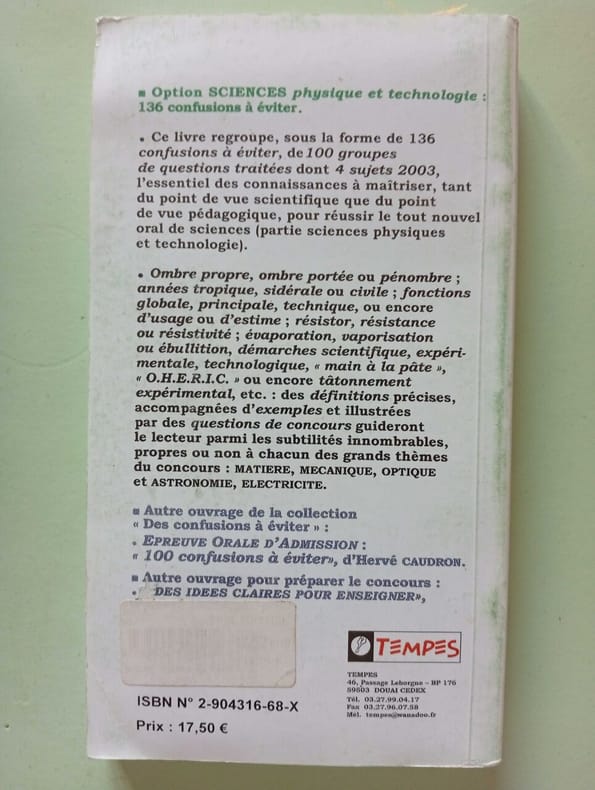 ▪ Option SCIENCES physique et technologie :
136 confusions à éviter.
• Ce livre regroupe, sous la forme de 136
confusions à éviter, de 100 groupes
de questions traitées dont 4 sujets 2003,
l'essentiel des connaissances à maîtriser, tant
du point de vue scientifique que du point
de vue pédagogique, pour réussir le tout nouvel
oral de sciences (partie sciences physiques
et technologie).
• Ombre propre, ombre portée ou pénombre ;
années tropique, sidérale ou civile ; fonctions
globale, principale, technique, ou encore
d'usage ou d'estime ; résistor, résistance
ou résistivité ; évaporation, vaporisation
ou ébullition, démarches scientifique, expéri-
mentale, technologique, « main à la pâte »,
« O.H.E.R.I.C. » ou encore tâtonnement
expérimental, etc. : des définitions précises,
accompagnées d'exemples et illustrées
par des questions de concours guideront
le lecteur parmi les subtilités innombrables,
propres ou non à chacun des grands thèmes
du concours : MATIERE, MECANIQUE, OPTIQUE
et ASTRONOMIE, ELECTRICITE.
▪ Autre ouvrage de la collection
« Des confusions à éviter » :
• EPREUVE ORALE D'ADMISSION :
« 100 confusions à éviter», d'Hervé CAUDRON.
▪ Autre ouvrage pour préparer le concours :
• DES IDEES CLAIRES POUR ENSEIGNER»,
TEMPES
TEMPES
46, Passage Leborgne – BP 176
59503 DOUAI CEDEX
Tél. 03.27.99.04.17
Fax 03.27.96.07.58
Mél. tempes@wanadoo.fr
ISBN N° 2-904316-68-X
Prix : 17,50 €